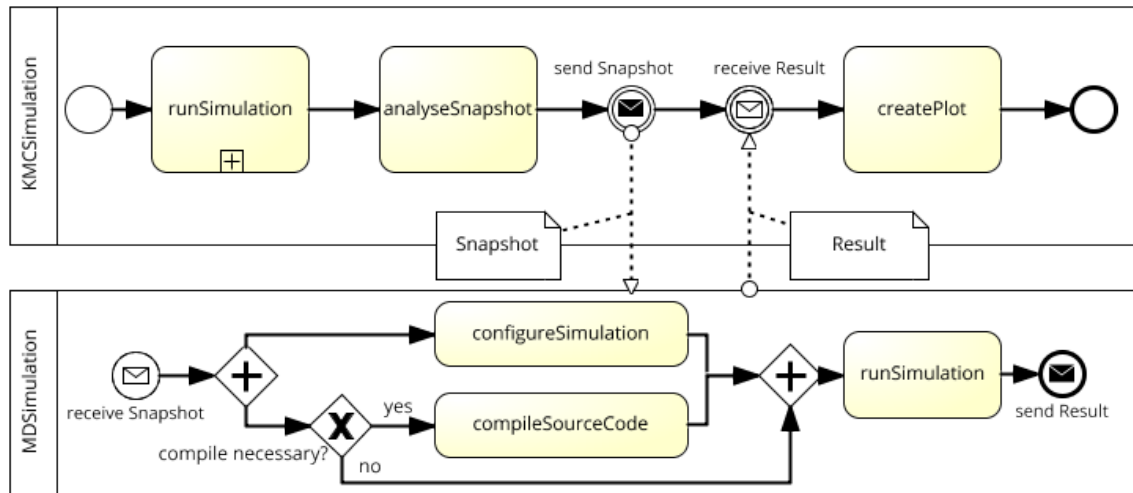 KMCSimulation
runSimulation
analyseSnapshot
send Snapshot
receive Result
createPlot
Snapshot
Result
MDSimulation
receive Snapshot
configureSimulation
compile necessary?
yes
no
compileSourceCode
runSimulation
send Result